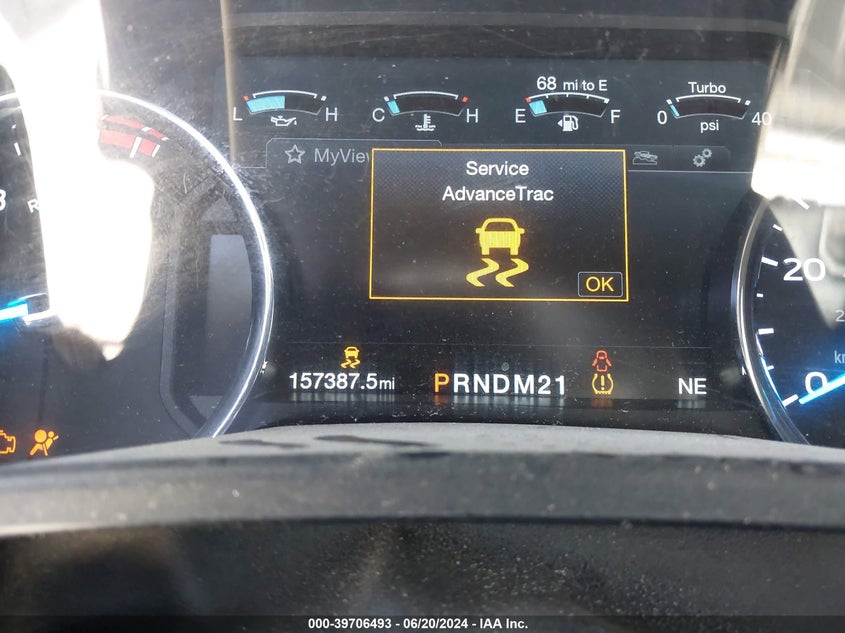 68 mi to E
Turbo
L H
C H
E F
0 40
psi
MyView
Service
AdvanceTrac
OK
20
157387.5mi
PRNDM21
NE
0
000-39706493 / 06/20/2024 - IAA Inc.